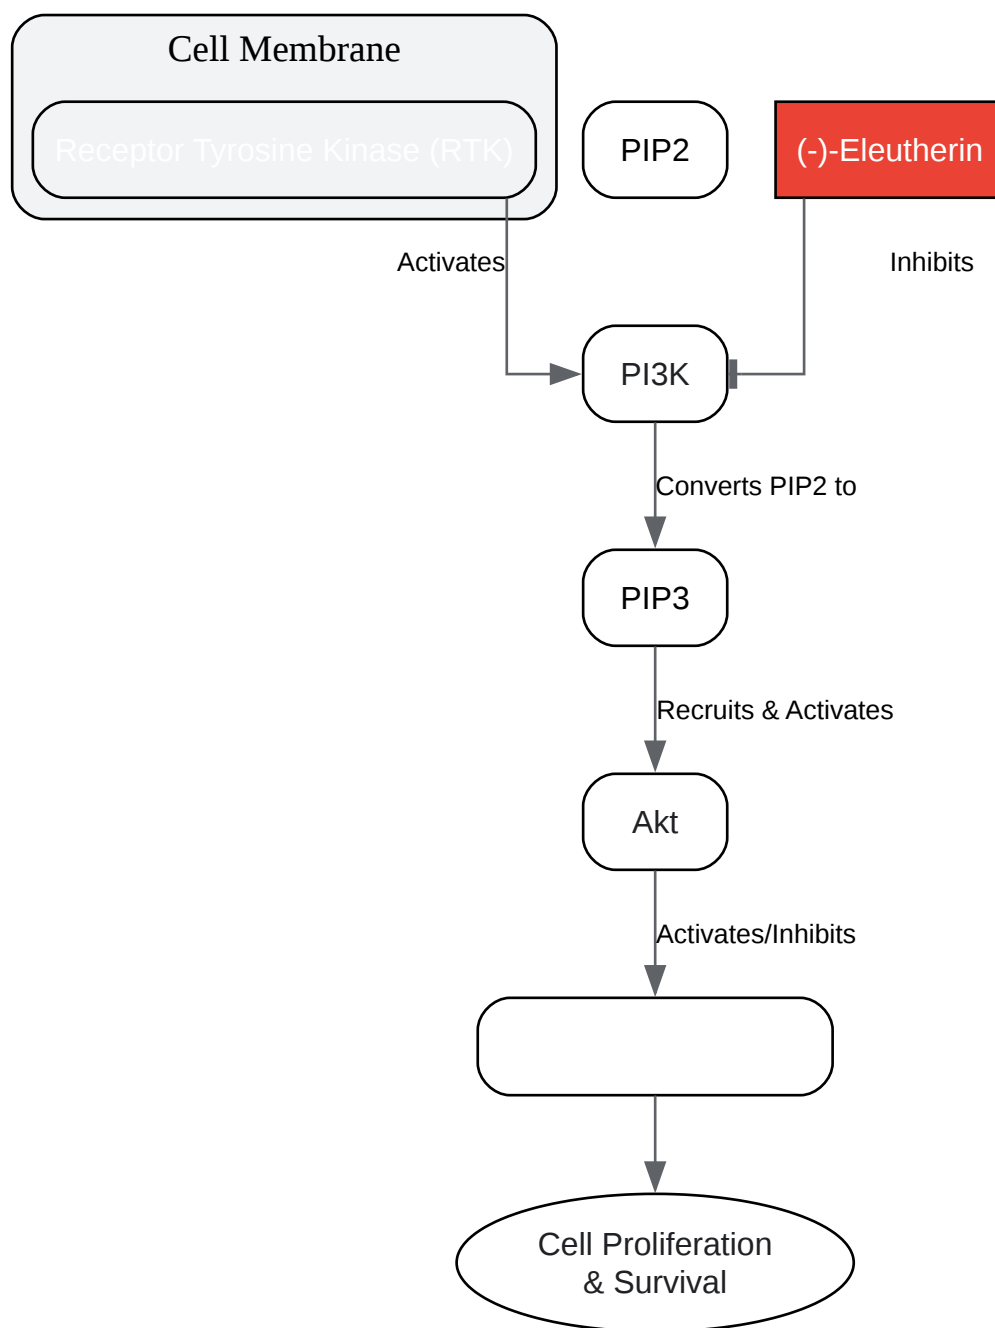 Cell Membrane
Receptor Tyrosine Kinase (RTK)
PIP2
(-)-Eleutherin
Activates
Inhibits
PI3K
Converts PIP2 to
PIP3
Recruits & Activates
Akt
Activates/Inhibits
Cell Proliferation
& Survival